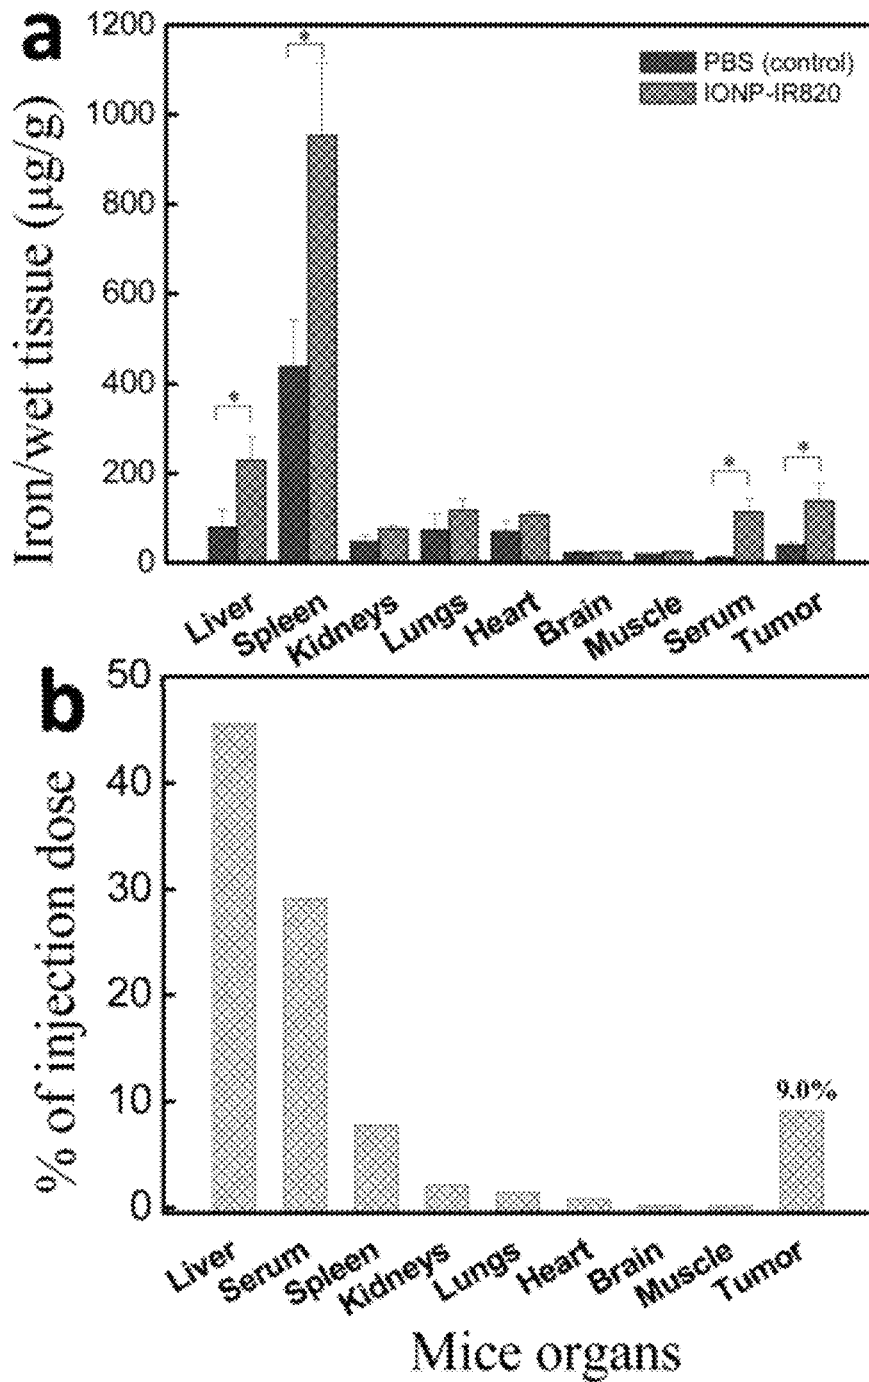 a
Iron/wet tissue (µg/g)
1200
1000
800
600
400
200
0
PBS (control)
IONP-IR820
*
*
*
*
Liver
Spleen
Kidneys
Lungs
Heart
Brain
Muscle
Serum
Tumor
b
% of injection dose
50
40
30
20
10
0
9.0%
Liver
Serum
Spleen
Kidneys
Lungs
Heart
Brain
Muscle
Tumor
Mice organs